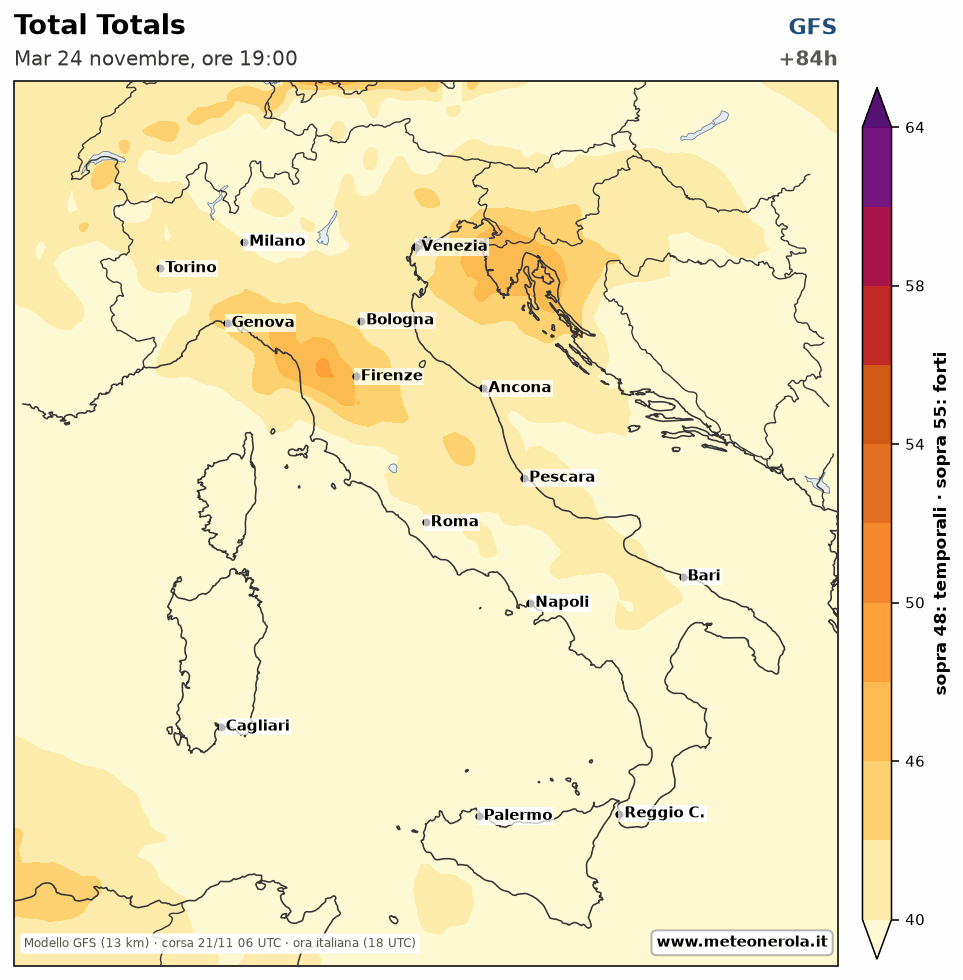 Total Totals
GFS
Mar 24 novembre, ore 19:00
+84h
64
58
54
50
46
40
sopra 48: temporali · sopra 55: forti
Milano
Venezia
Torino
Genova
Bologna
Firenze
Ancona
Pescara
Roma
Bari
Napoli
Cagliari
Palermo
Reggio C.
Modello GFS (13 km) · corsa 21/11 06 UTC · ora italiana (18 UTC)
www.meteonerola.it